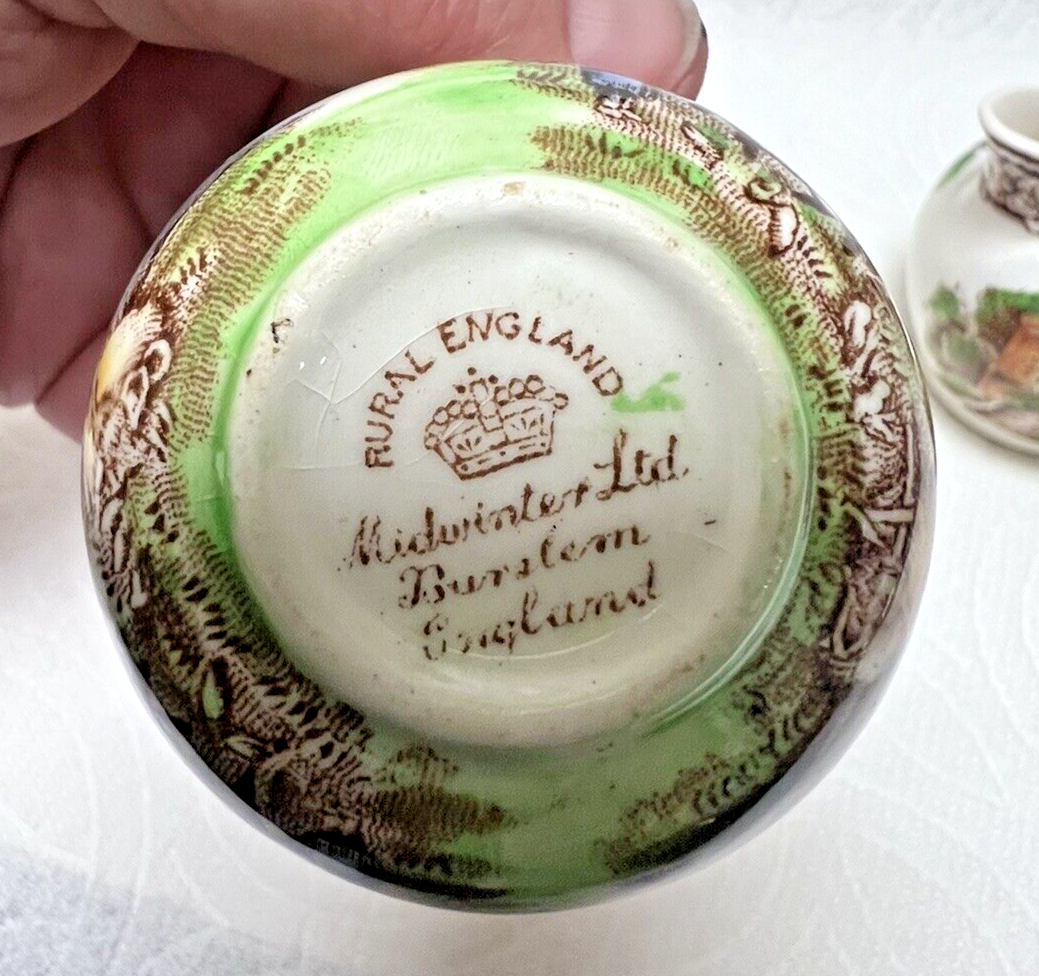 RURAL ENGLAND
Midwinter Ltd.
Burslem
England